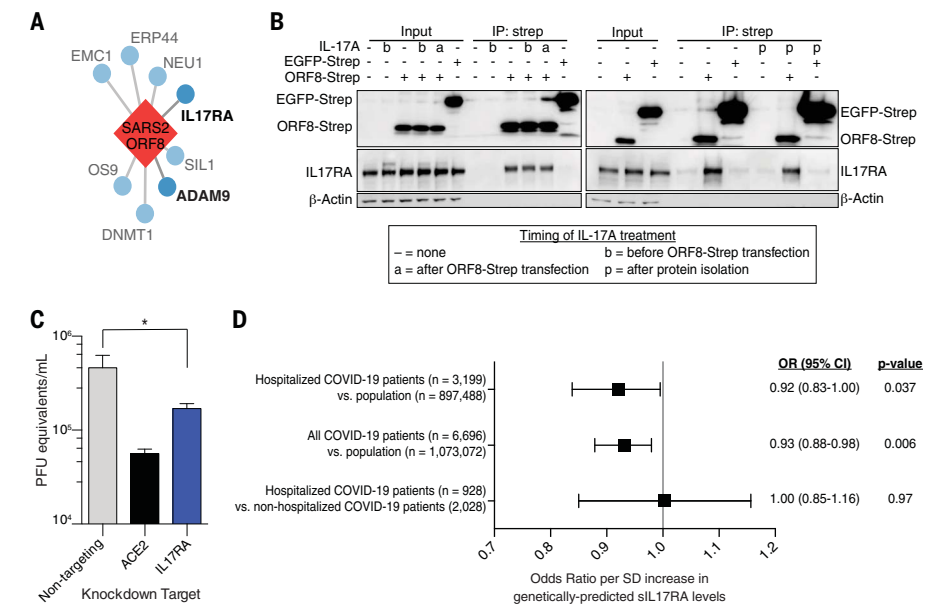 A
ERP44
EMC1
NEU1
IL17RA
SARS2
ORF8
SIL1
OS9
ADAM9
DNMT1
B
Input IP: strep Input IP: strep
IL-17A - b - b a - - b - b a - - - - - - - p p p
EGFP-Strep - - - - - + - - - - - + - - + - - + - - +
ORF8-Strep - - + + + - - - + + + - - + - - + - - + -
EGFP-Strep EGFP-Strep
ORF8-Strep ORF8-Strep
IL17RA IL17RA
β-Actin β-Actin
Timing of IL-17A treatment
– = none b = before ORF8-Strep transfection
a = after ORF8-Strep transfection p = after protein isolation
C
PFU equivalents/mL
10⁶
10⁵
10⁴
*
Non-targeting
ACE2
IL17RA
Knockdown Target
D
OR (95% CI) p-value
Hospitalized COVID-19 patients (n = 3,199)
vs. population (n = 897,488)
0.92 (0.83-1.00) 0.037
All COVID-19 patients (n = 6,696)
vs. population (n = 1,073,072)
0.93 (0.88-0.98) 0.006
Hospitalized COVID-19 patients (n = 928)
vs. non-hospitalized COVID-19 patients (2,028)
1.00 (0.85-1.16) 0.97
0.7 0.8 0.9 1.0 1.1 1.2
Odds Ratio per SD increase in
genetically-predicted sIL17RA levels